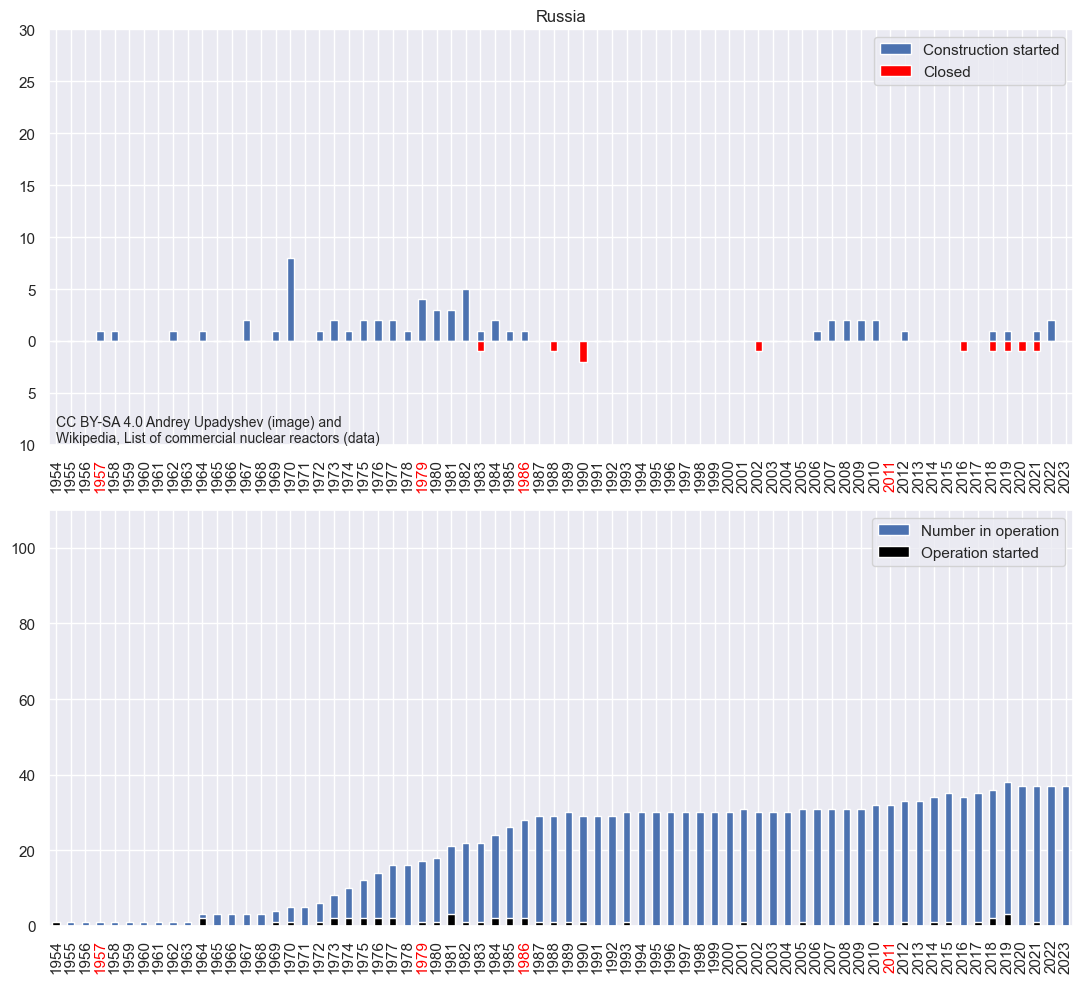 Russia
30
25
20
15
10
5
0
5
10
Construction started
Closed
CC BY-SA 4.0 Andrey Upadyshev (image) and
Wikipedia, List of commercial nuclear reactors (data)
1954 1955 1956 1957 1958 1959 1960 1961 1962 1963 1964 1965 1966 1967 1968 1969 1970 1971 1972 1973 1974 1975 1976 1977 1978 1979 1980 1981 1982 1983 1984 1985 1986 1987 1988 1989 1990 1991 1992 1993 1994 1995 1996 1997 1998 1999 2000 2001 2002 2003 2004 2005 2006 2007 2008 2009 2010 2011 2012 2013 2014 2015 2016 2017 2018 2019 2020 2021 2022 2023
100
80
60
40
20
0
Number in operation
Operation started
1954 1955 1956 1957 1958 1959 1960 1961 1962 1963 1964 1965 1966 1967 1968 1969 1970 1971 1972 1973 1974 1975 1976 1977 1978 1979 1980 1981 1982 1983 1984 1985 1986 1987 1988 1989 1990 1991 1992 1993 1994 1995 1996 1997 1998 1999 2000 2001 2002 2003 2004 2005 2006 2007 2008 2009 2010 2011 2012 2013 2014 2015 2016 2017 2018 2019 2020 2021 2022 2023